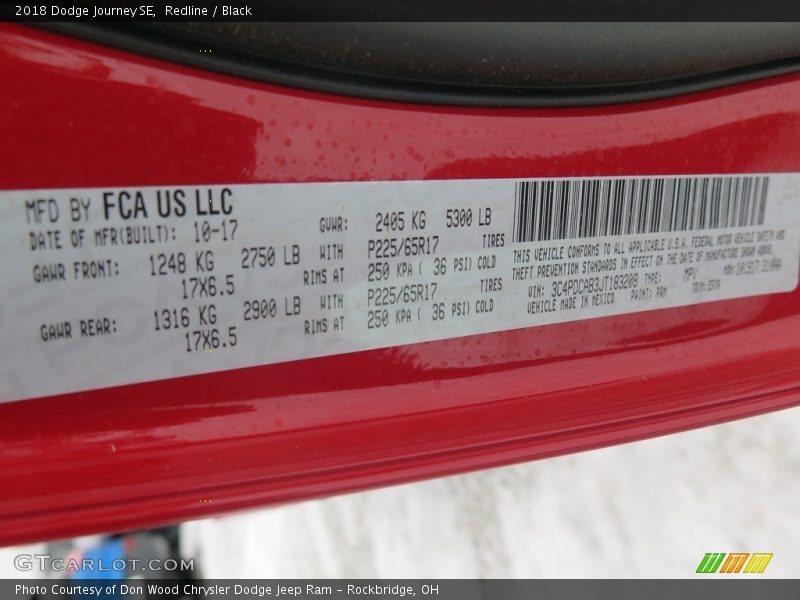 2018 Dodge Journey SE, Redline / Black
MFD BY FCA US LLC
DATE OF MFR(BUILT): 10-17
GVWR: 2405 KG 5300 LB
GAWR FRONT: 1248 KG 2750 LB WITH P225/65R17 TIRES
17X6.5 RIMS AT 250 KPA ( 36 PSI) COLD
GAWR REAR: 1316 KG 2900 LB WITH P225/65R17 TIRES
17X6.5 RIMS AT 250 KPA ( 36 PSI) COLD
THIS VEHICLE CONFORMS TO ALL APPLICABLE U.S.A. FEDERAL MOTOR VEHICLE SAFETY AND
THEFT PREVENTION STANDARDS IN EFFECT ON THE DATE OF MANUFACTURE SHOWN ABOVE.
VIN: 3C4PDCAB3JT183208 TYPE: MPV MDH:
VEHICLE MADE IN MEXICO PAINT: PRM TRIM:
GTCARLOT.COM
Photo Courtesy of Don Wood Chrysler Dodge Jeep Ram – Rockbridge, OH